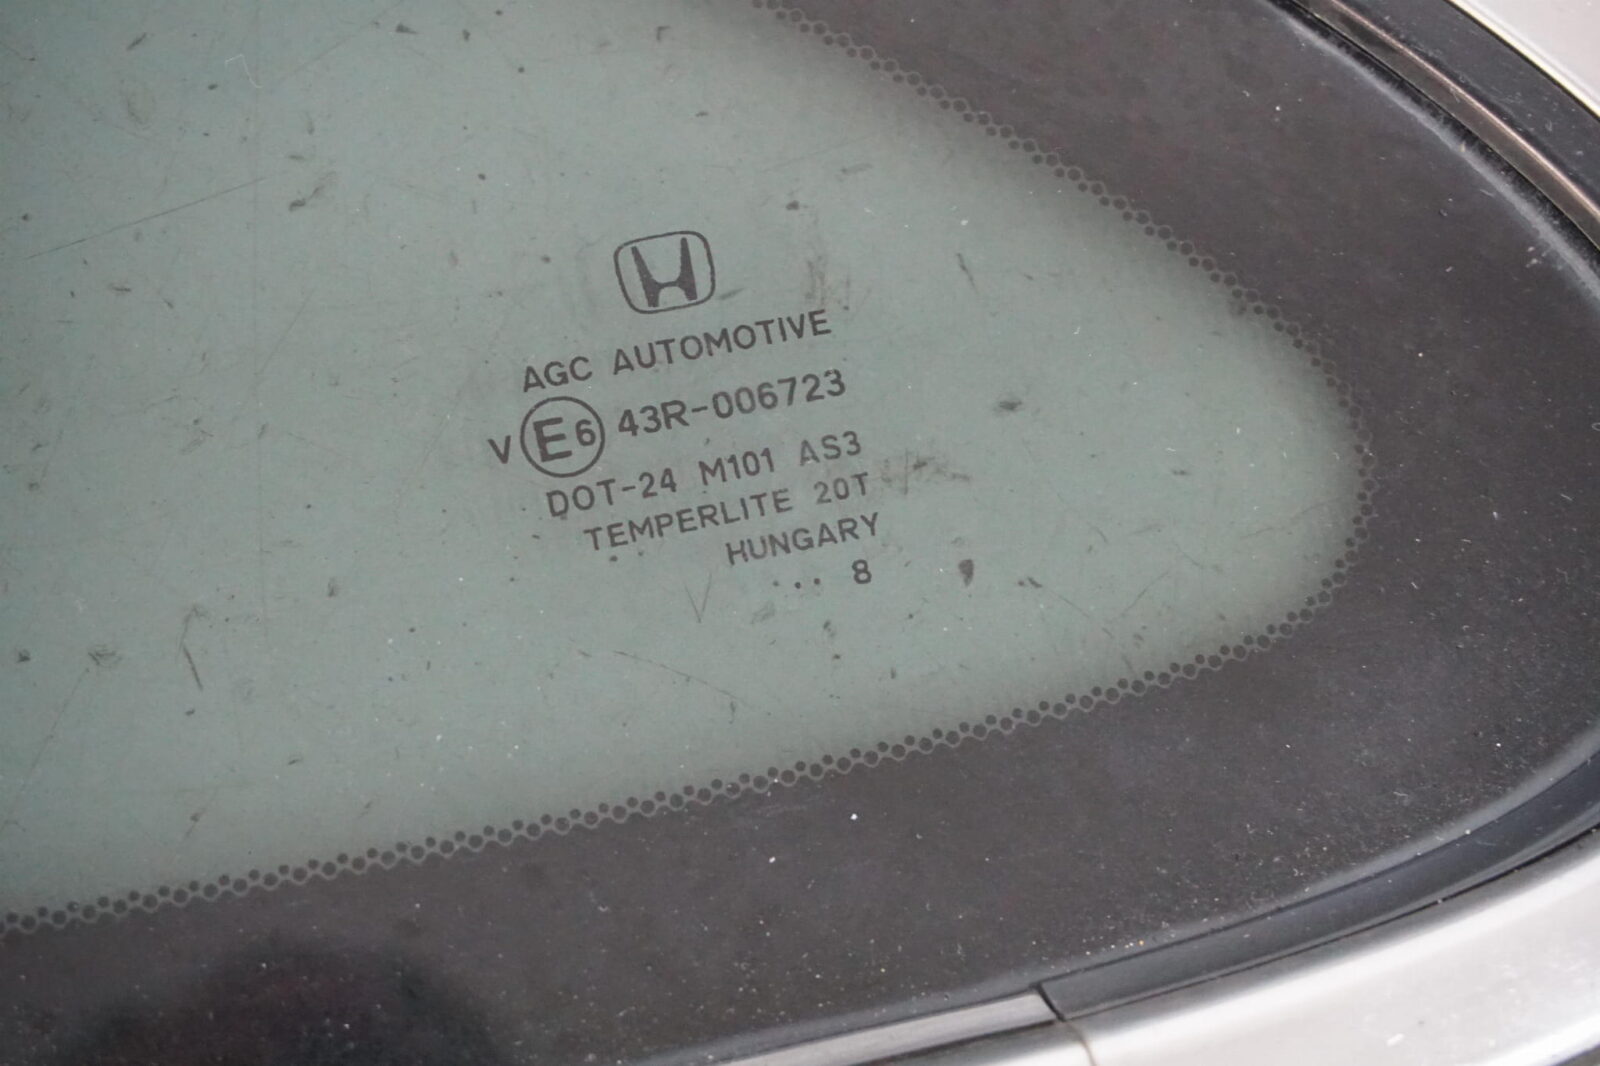 AGC AUTOMOTIVE
V E6 43R-006723
DOT-24 M101 AS3
TEMPERLITE 20T
HUNGARY
... 8